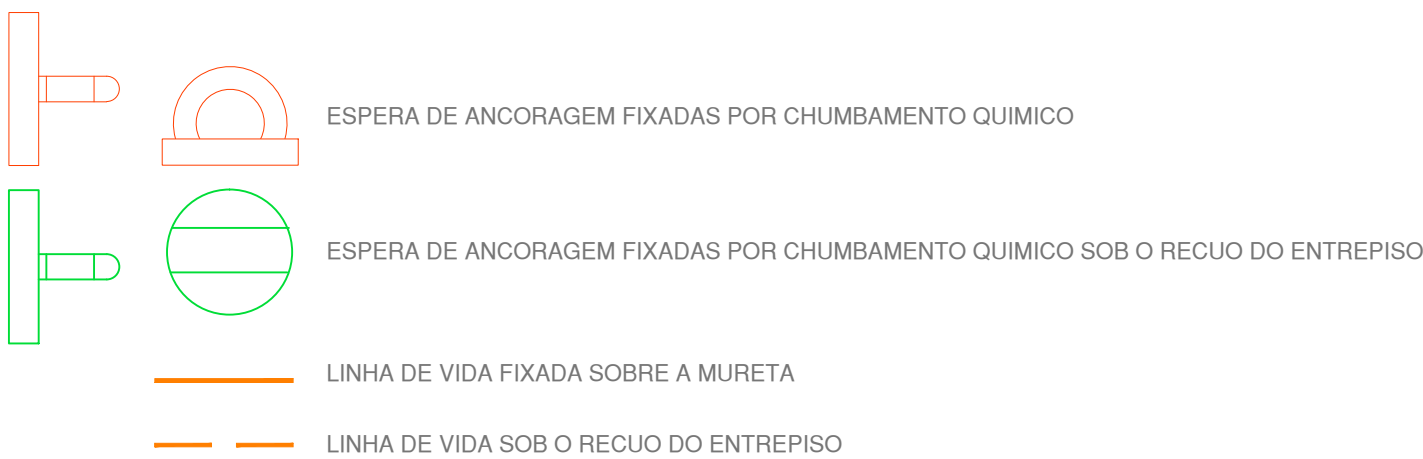 ESPERA DE ANCORAGEM FIXADAS POR CHUMBAMENTO QUIMICO
ESPERA DE ANCORAGEM FIXADAS POR CHUMBAMENTO QUIMICO SOB O RECUO DO ENTREPISO
LINHA DE VIDA FIXADA SOBRE A MURETA
LINHA DE VIDA SOB O RECUO DO ENTREPISO